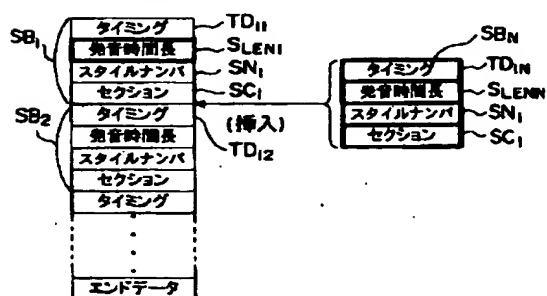 SB1
タイミング
TD11
発音時間長
SLEN1
スタイルナンバ
SN1
セクション
SC1
SB2
タイミング
TD12
発音時間長
スタイルナンバ
セクション
タイミング
エンドデータ
(挿入)
SBN
タイミング
TD1N
発音時間長
SLENN
スタイルナンバ
SN1
セクション
SC1